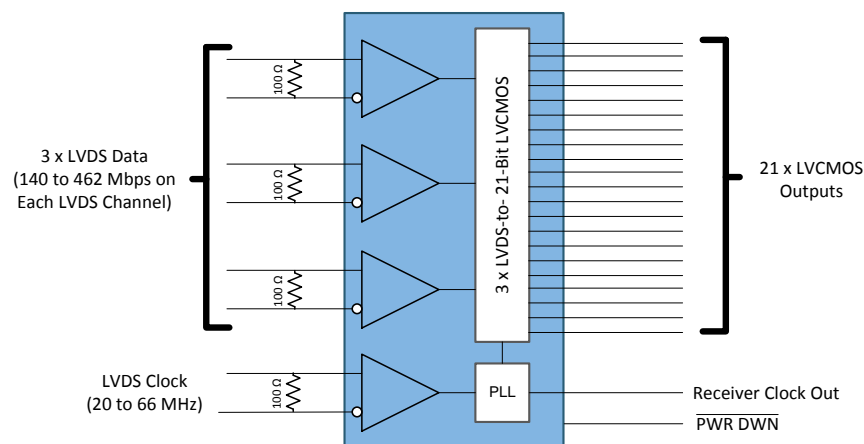 100 Ω
100 Ω
3 x LVDS Data
(140 to 462 Mbps on
Each LVDS Channel)
100 Ω
3 x LVDS-to- 21-Bit LVCMOS
21 x LVCMOS
Outputs
LVDS Clock
(20 to 66 MHz)
100 Ω
PLL
Receiver Clock Out
PWR DWN